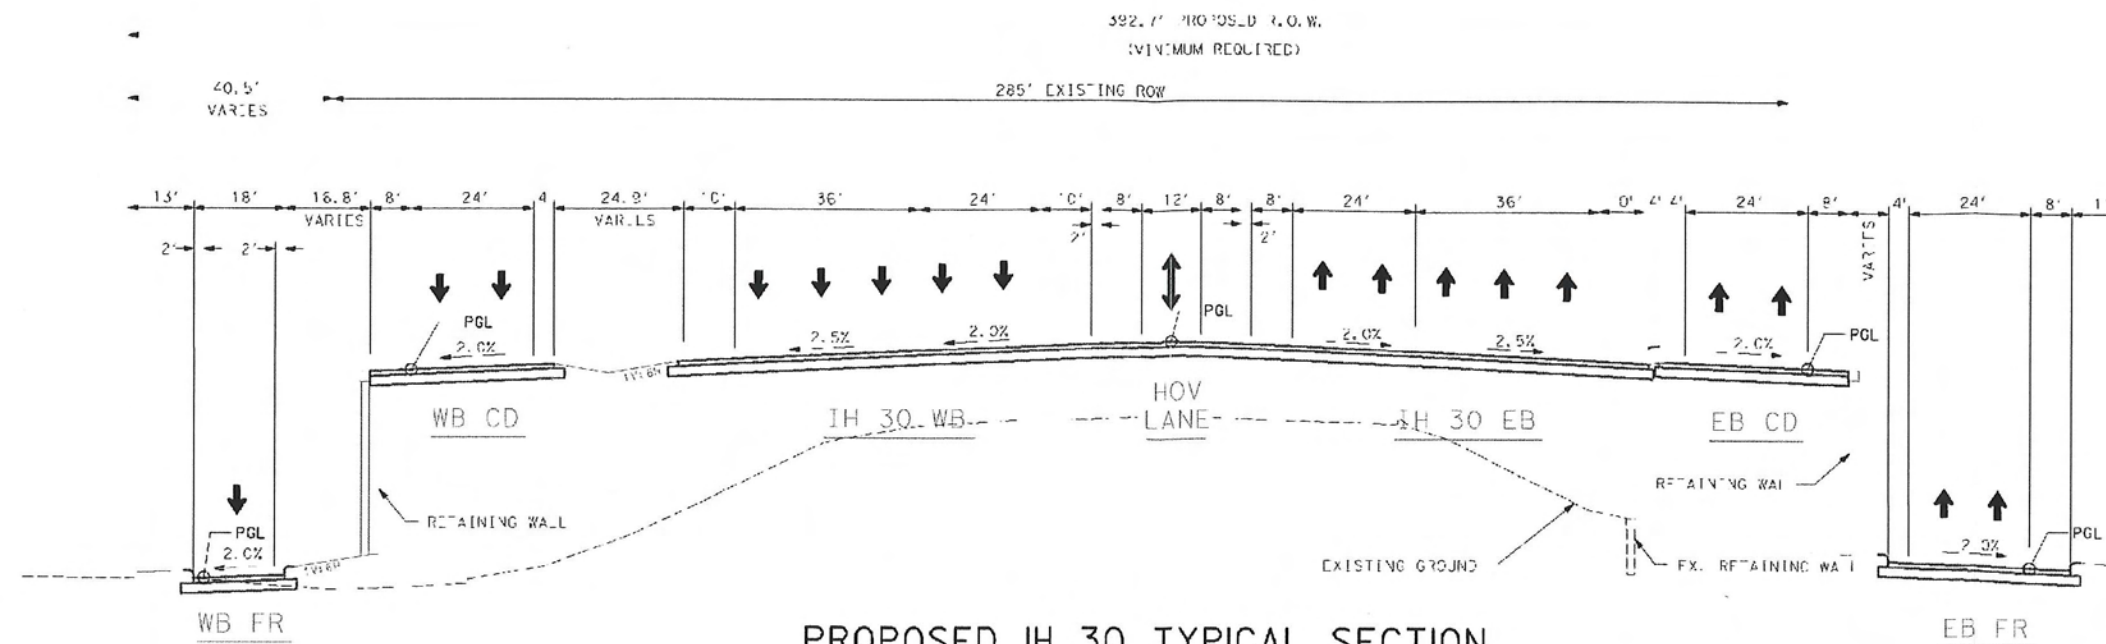 392.7' PROPOSED R.O.W.
(MINIMUM REQUIRED)
40.5'
VARIES
285' EXISTING ROW
13' 18' 16.8' 8' 24' 4 24.9' 10' 36' 24' 10' 8' 12' 8' 8' 24' 36' 0' 4' 4' 24' 8' 4' 24' 8' 1
VARIES
VARIES
VARIES
2' 2' 2' 2'
PGL
PGL
PGL
2.0%
2.5%
2.0%
2.0%
2.5%
2.0%
WB CD
IH 30 WB
HOV
LANE
IH 30 EB
EB CD
RETAINING WALL
RETAINING WAL
PGL
2.0%
EXISTING GROUND
EX. RETAINING WALL
2.0%
PGL
WB FR
PROPOSED IH 30 TYPICAL SECTION
EB FR